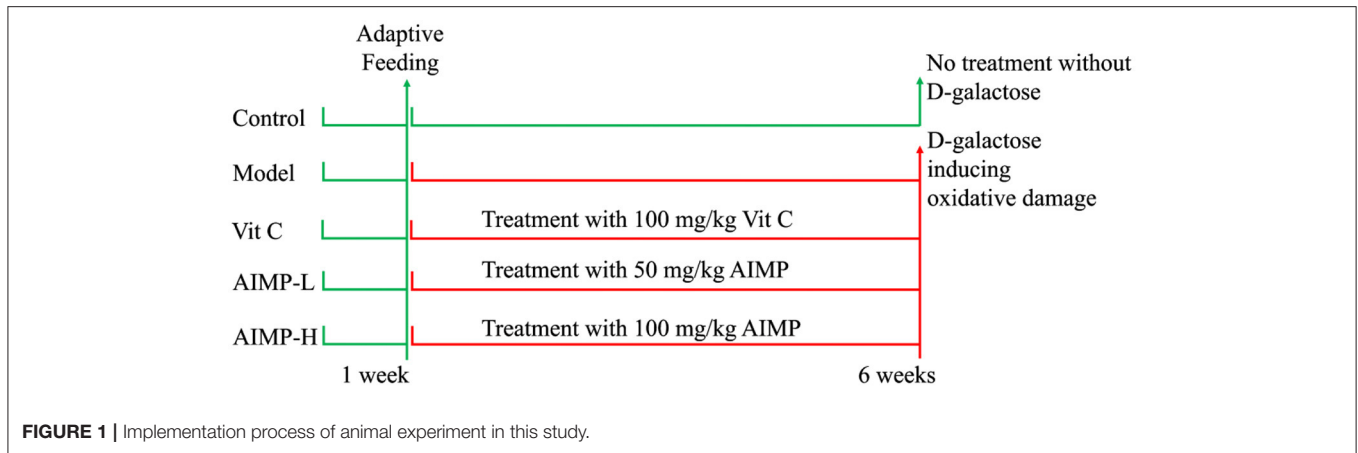 Adaptive
Feeding
No treatment without
D-galactose
Control
D-galactose
inducing
oxidative damage
Model
Vit C
Treatment with 100 mg/kg Vit C
AIMP-L
Treatment with 50 mg/kg AIMP
AIMP-H
Treatment with 100 mg/kg AIMP
1 week
6 weeks
FIGURE 1 | Implementation process of animal experiment in this study.